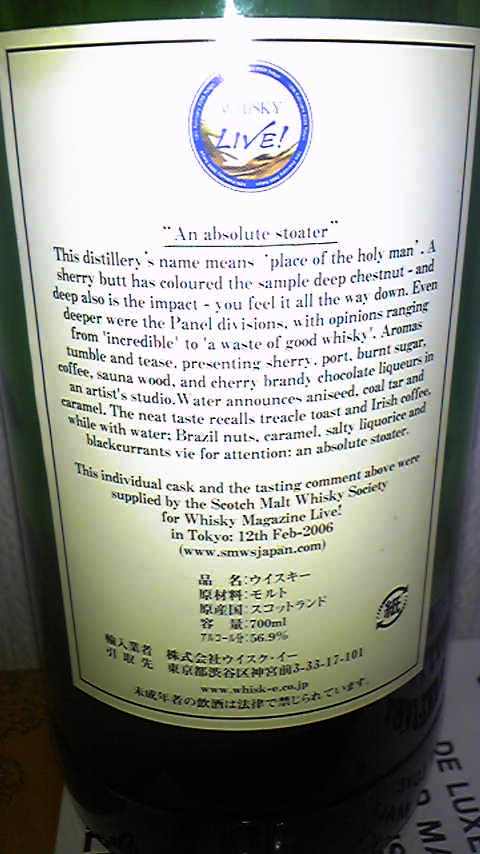 WHISKY
LIVE!
"An absolute stoater"
This distillery's name means 'place of the holy man'. A
sherry butt has coloured the sample deep chestnut - and
deep also is the impact - you feel it all the way down. Even
deeper were the Panel divisions, with opinions ranging
from 'incredible' to 'a waste of good whisky'. Aromas
tumble and tease, presenting sherry, port, burnt sugar,
coffee, sauna wood, and cherry brandy chocolate liqueurs in
an artist's studio.Water announces aniseed, coal tar and
caramel. The neat taste recalls treacle toast and Irish coffee,
while with water; Brazil nuts, caramel, salty liquorice and
blackcurrants vie for attention: an absolute stoater.
This individual cask and the tasting comment above were
supplied by the Scotch Malt Whisky Society
for Whisky Magazine Live!
in Tokyo: 12th Feb-2006
(www.smwsjapan.com)
品 名:ウイスキー
原材料:モルト
原産国:スコットランド
容 量:700ml
アルコール分:56.9%
紙
輸入業者 株式会社ウイスク・イー
引取先 東京都渋谷区神宮前3-33-17-101
www.whisk-e.co.jp
未成年者の飲酒は法律で禁じられています。
DE LUXE